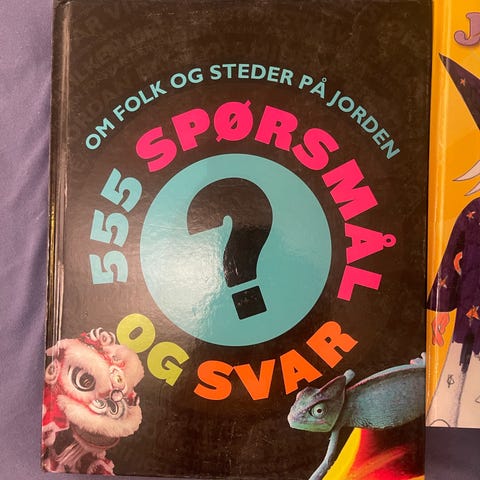 OM FOLK OG STEDER PÅ JORDEN
555 SPØRSMÅL
?
OG SVAR